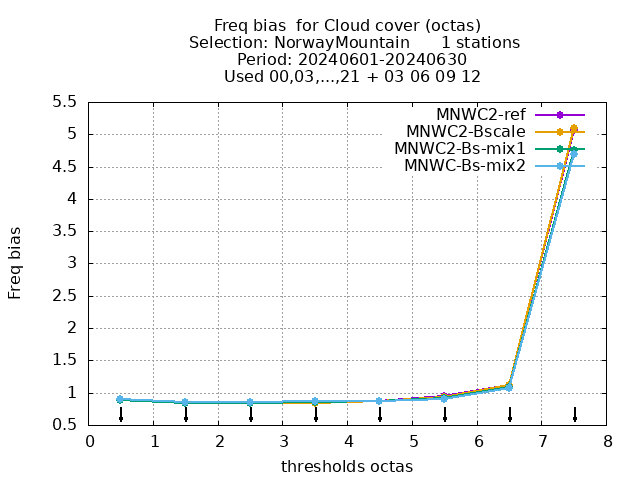 Freq bias  for Cloud cover (octas)
Selection: NorwayMountain      1 stations
Period: 20240601-20240630
Used 00,03,...,21 + 03 06 09 12
MNWC2-ref
MNWC2-Bscale
MNWC2-Bs-mix1
MNWC-Bs-mix2
Freq bias
5.5
5
4.5
4
3.5
3
2.5
2
1.5
1
0.5
0 1 2 3 4 5 6 7 8
thresholds octas